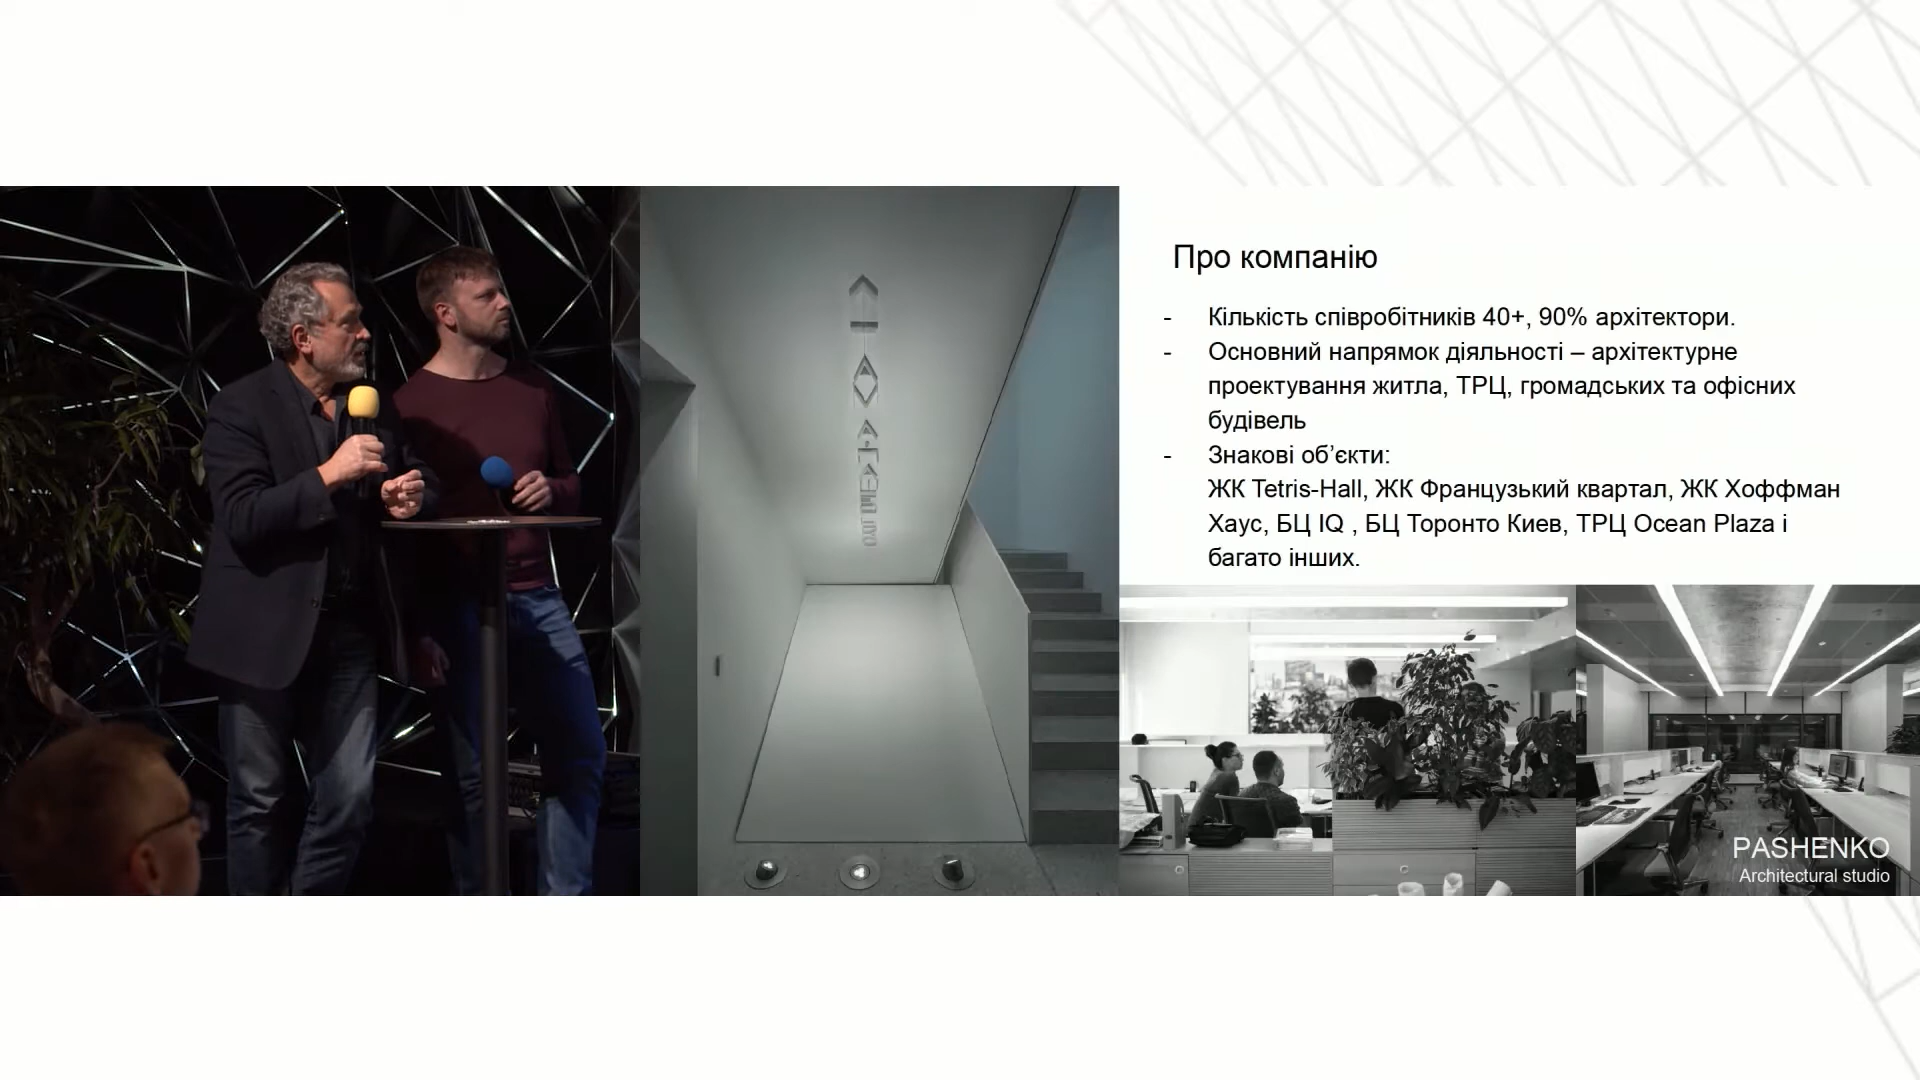 Про компанію
- Кількість співробітників 40+, 90% архітектори.
- Основний напрямок діяльності – архітектурне
проектування житла, ТРЦ, громадських та офісних
будівель
- Знакові об’єкти:
ЖК Tetris-Hall, ЖК Французький квартал, ЖК Хоффман
Хаус, БЦ IQ , БЦ Торонто Киев, ТРЦ Ocean Plaza і
багато інших.
PASHENKO
Architectural studio